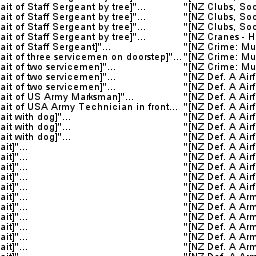 ait of Staff Sergeant by tree]"... "[NZ Clubs, Soc
ait of Staff Sergeant by tree]"... "[NZ Clubs, Soc
ait of Staff Sergeant by tree]"... "[NZ Clubs, Soc
ait of Staff Sergeant by tree]"... "[NZ Cranes - H
ait of Staff Sergeant]"... "[NZ Crime: Mu
ait of three servicemen on doorstep]"... "[NZ Crime: Mu
ait of two servicemen]"... "[NZ Crime: Mu
ait of two servicemen]"... "[NZ Def. A Airf
ait of two servicemen]"... "[NZ Def. A Airf
ait of US Army Marksman]"... "[NZ Def. A Airf
ait of USA Army Technician in front... "[NZ Def. A Airf
ait with dog]"... "[NZ Def. A Airf
ait with dog]"... "[NZ Def. A Airf
ait with dog]"... "[NZ Def. A Airf
ait]"... "[NZ Def. A Airf
ait]"... "[NZ Def. A Airf
ait]"... "[NZ Def. A Airf
ait]"... "[NZ Def. A Airf
ait]"... "[NZ Def. A Arm
ait]"... "[NZ Def. A Arm
ait]"... "[NZ Def. A Arm
ait]"... "[NZ Def. A Arm
ait]"... "[NZ Def. A Arm